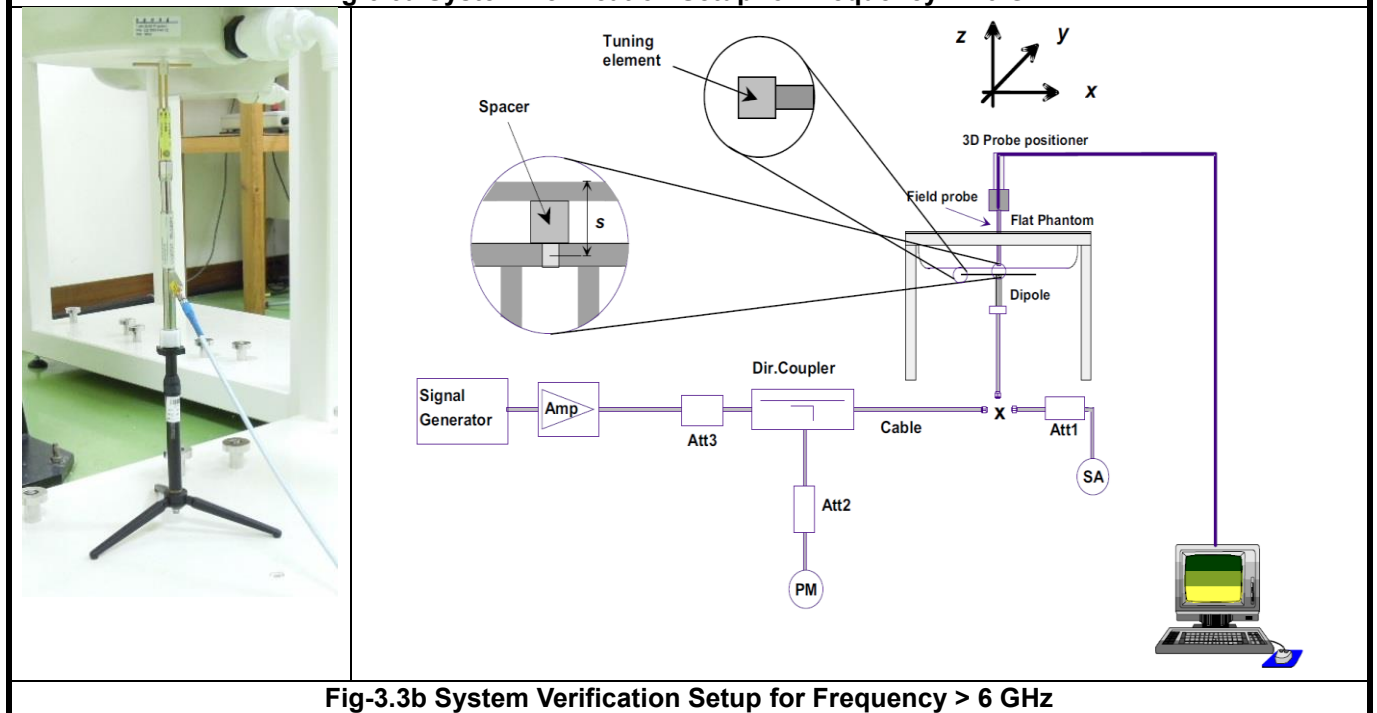 Tuning
element
z
y
x
Spacer
s
3D Probe positioner
Field probe
Flat Phantom
Dipole
Dir.Coupler
Signal
Generator
Amp
Att3
Cable
x
Att1
SA
Att2
PM
Fig-3.3b System Verification Setup for Frequency > 6 GHz